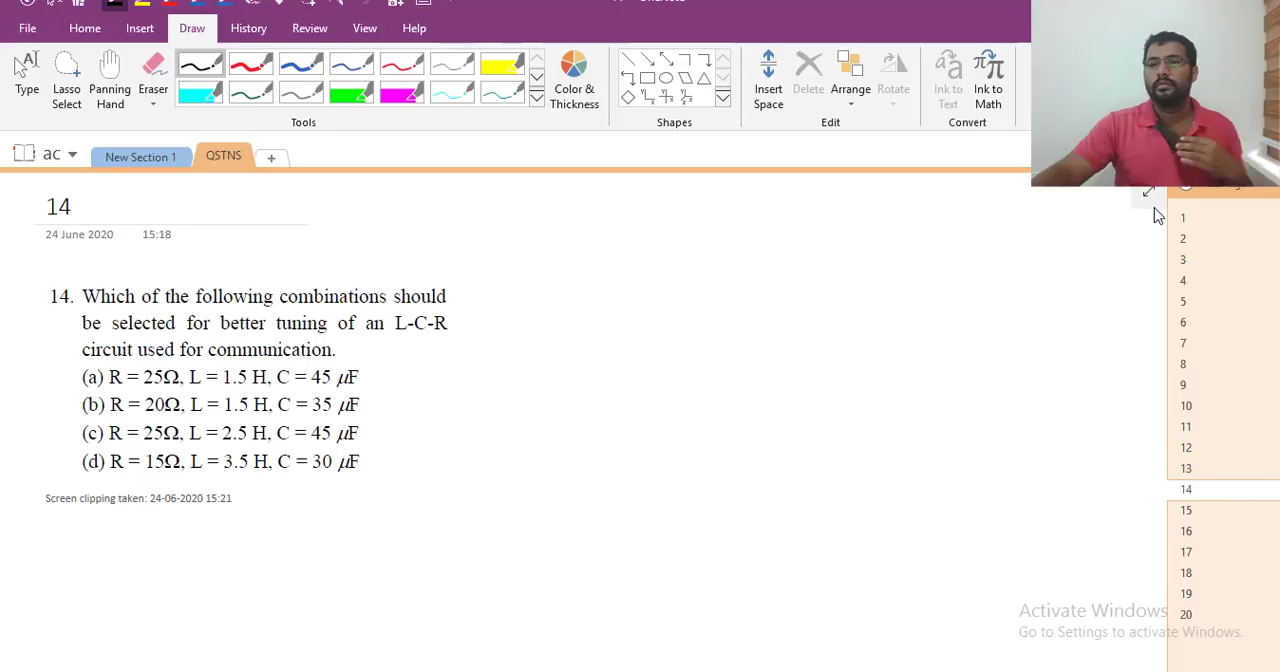 File Home Insert Draw History Review View Help
Type Lasso Select Panning Hand Eraser Color & Thickness Insert Space Delete Arrange Rotate Ink to Text Ink to Math
Tools Shapes Edit Convert
ac New Section 1 QSTNS +
14
24 June 2020 15:18
14. Which of the following combinations should
be selected for better tuning of an L-C-R
circuit used for communication.
(a) R = 25Ω, L = 1.5 H, C = 45 μF
(b) R = 20Ω, L = 1.5 H, C = 35 μF
(c) R = 25Ω, L = 2.5 H, C = 45 μF
(d) R = 15Ω, L = 3.5 H, C = 30 μF
Screen clipping taken: 24-06-2020 15:21
1
2
3
4
5
6
7
8
9
10
11
12
13
14
15
16
17
18
19
20
Activate Windows
Go to Settings to activate Windows.